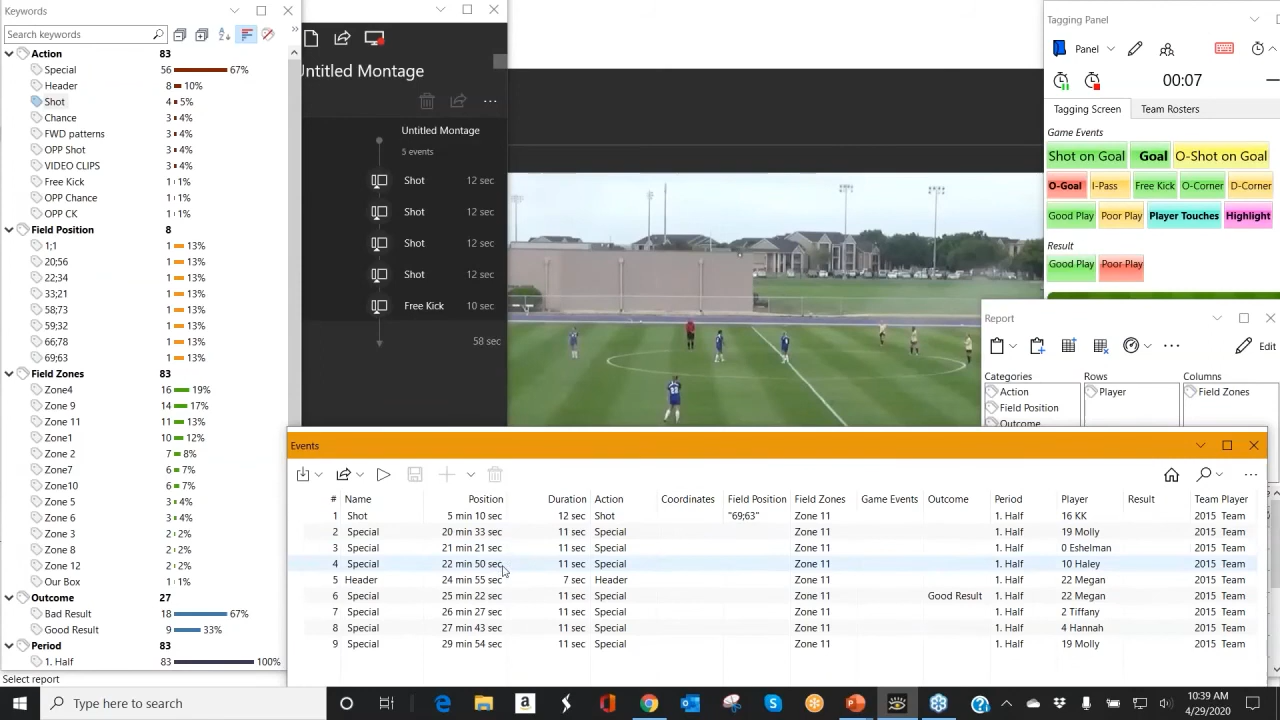 Keywords
Search keywords
Action 83
Special 56 67%
Header 8 10%
Shot 4 5%
Chance 3 4%
FWD patterns 3 4%
OPP Shot 3 4%
VIDEO CLIPS 3 4%
Free Kick 1 1%
OPP Chance 1 1%
OPP CK 1 1%
Field Position 8
1;1 1 13%
20;56 1 13%
22;34 1 13%
33;21 1 13%
58;73 1 13%
59;32 1 13%
66;78 1 13%
69;63 1 13%
Field Zones 83
Zone4 16 19%
Zone 9 14 17%
Zone 11 11 13%
Zone1 10 12%
Zone 2 7 8%
Zone7 6 7%
Zone10 6 7%
Zone 5 3 4%
Zone 6 3 4%
Zone 3 2 2%
Zone 8 2 2%
Zone 12 2 2%
Our Box 1 1%
Outcome 27
Bad Result 18 67%
Good Result 9 33%
Period 83
1. Half 83 100%
Select report
Untitled Montage
Untitled Montage
5 events
Shot 12 sec
Shot 12 sec
Shot 12 sec
Shot 12 sec
Free Kick 10 sec
58 sec
Tagging Panel
Panel
00:07
Tagging Screen Team Rosters
Game Events
Shot on Goal Goal O-Shot on Goal
O-Goal I-Pass Free Kick O-Corner D-Corner
Good Play Poor Play Player Touches Highlight
Result
Good Play Poor Play
Report
Edit
Categories Rows Columns
Action Player Field Zones
Field Position
Outcome
Events
# Name Position Duration Action Coordinates Field Position Field Zones Game Events Outcome Period Player Result Team Player
1 Shot 5 min 10 sec 12 sec Shot "69;63" Zone 11 1. Half 16 KK 2015 Team
2 Special 20 min 33 sec 11 sec Special Zone 11 1. Half 19 Molly 2015 Team
3 Special 21 min 21 sec 11 sec Special Zone 11 1. Half 0 Eshelman 2015 Team
4 Special 22 min 50 sec 11 sec Special Zone 11 1. Half 10 Haley 2015 Team
5 Header 24 min 55 sec 7 sec Header Zone 11 1. Half 22 Megan 2015 Team
6 Special 25 min 22 sec 11 sec Special Zone 11 Good Result 1. Half 22 Megan 2015 Team
7 Special 26 min 27 sec 11 sec Special Zone 11 1. Half 2 Tiffany 2015 Team
8 Special 27 min 43 sec 11 sec Special Zone 11 1. Half 4 Hannah 2015 Team
9 Special 29 min 54 sec 11 sec Special Zone 11 1. Half 19 Molly 2015 Team
Type here to search
10:39 AM
4/29/2020